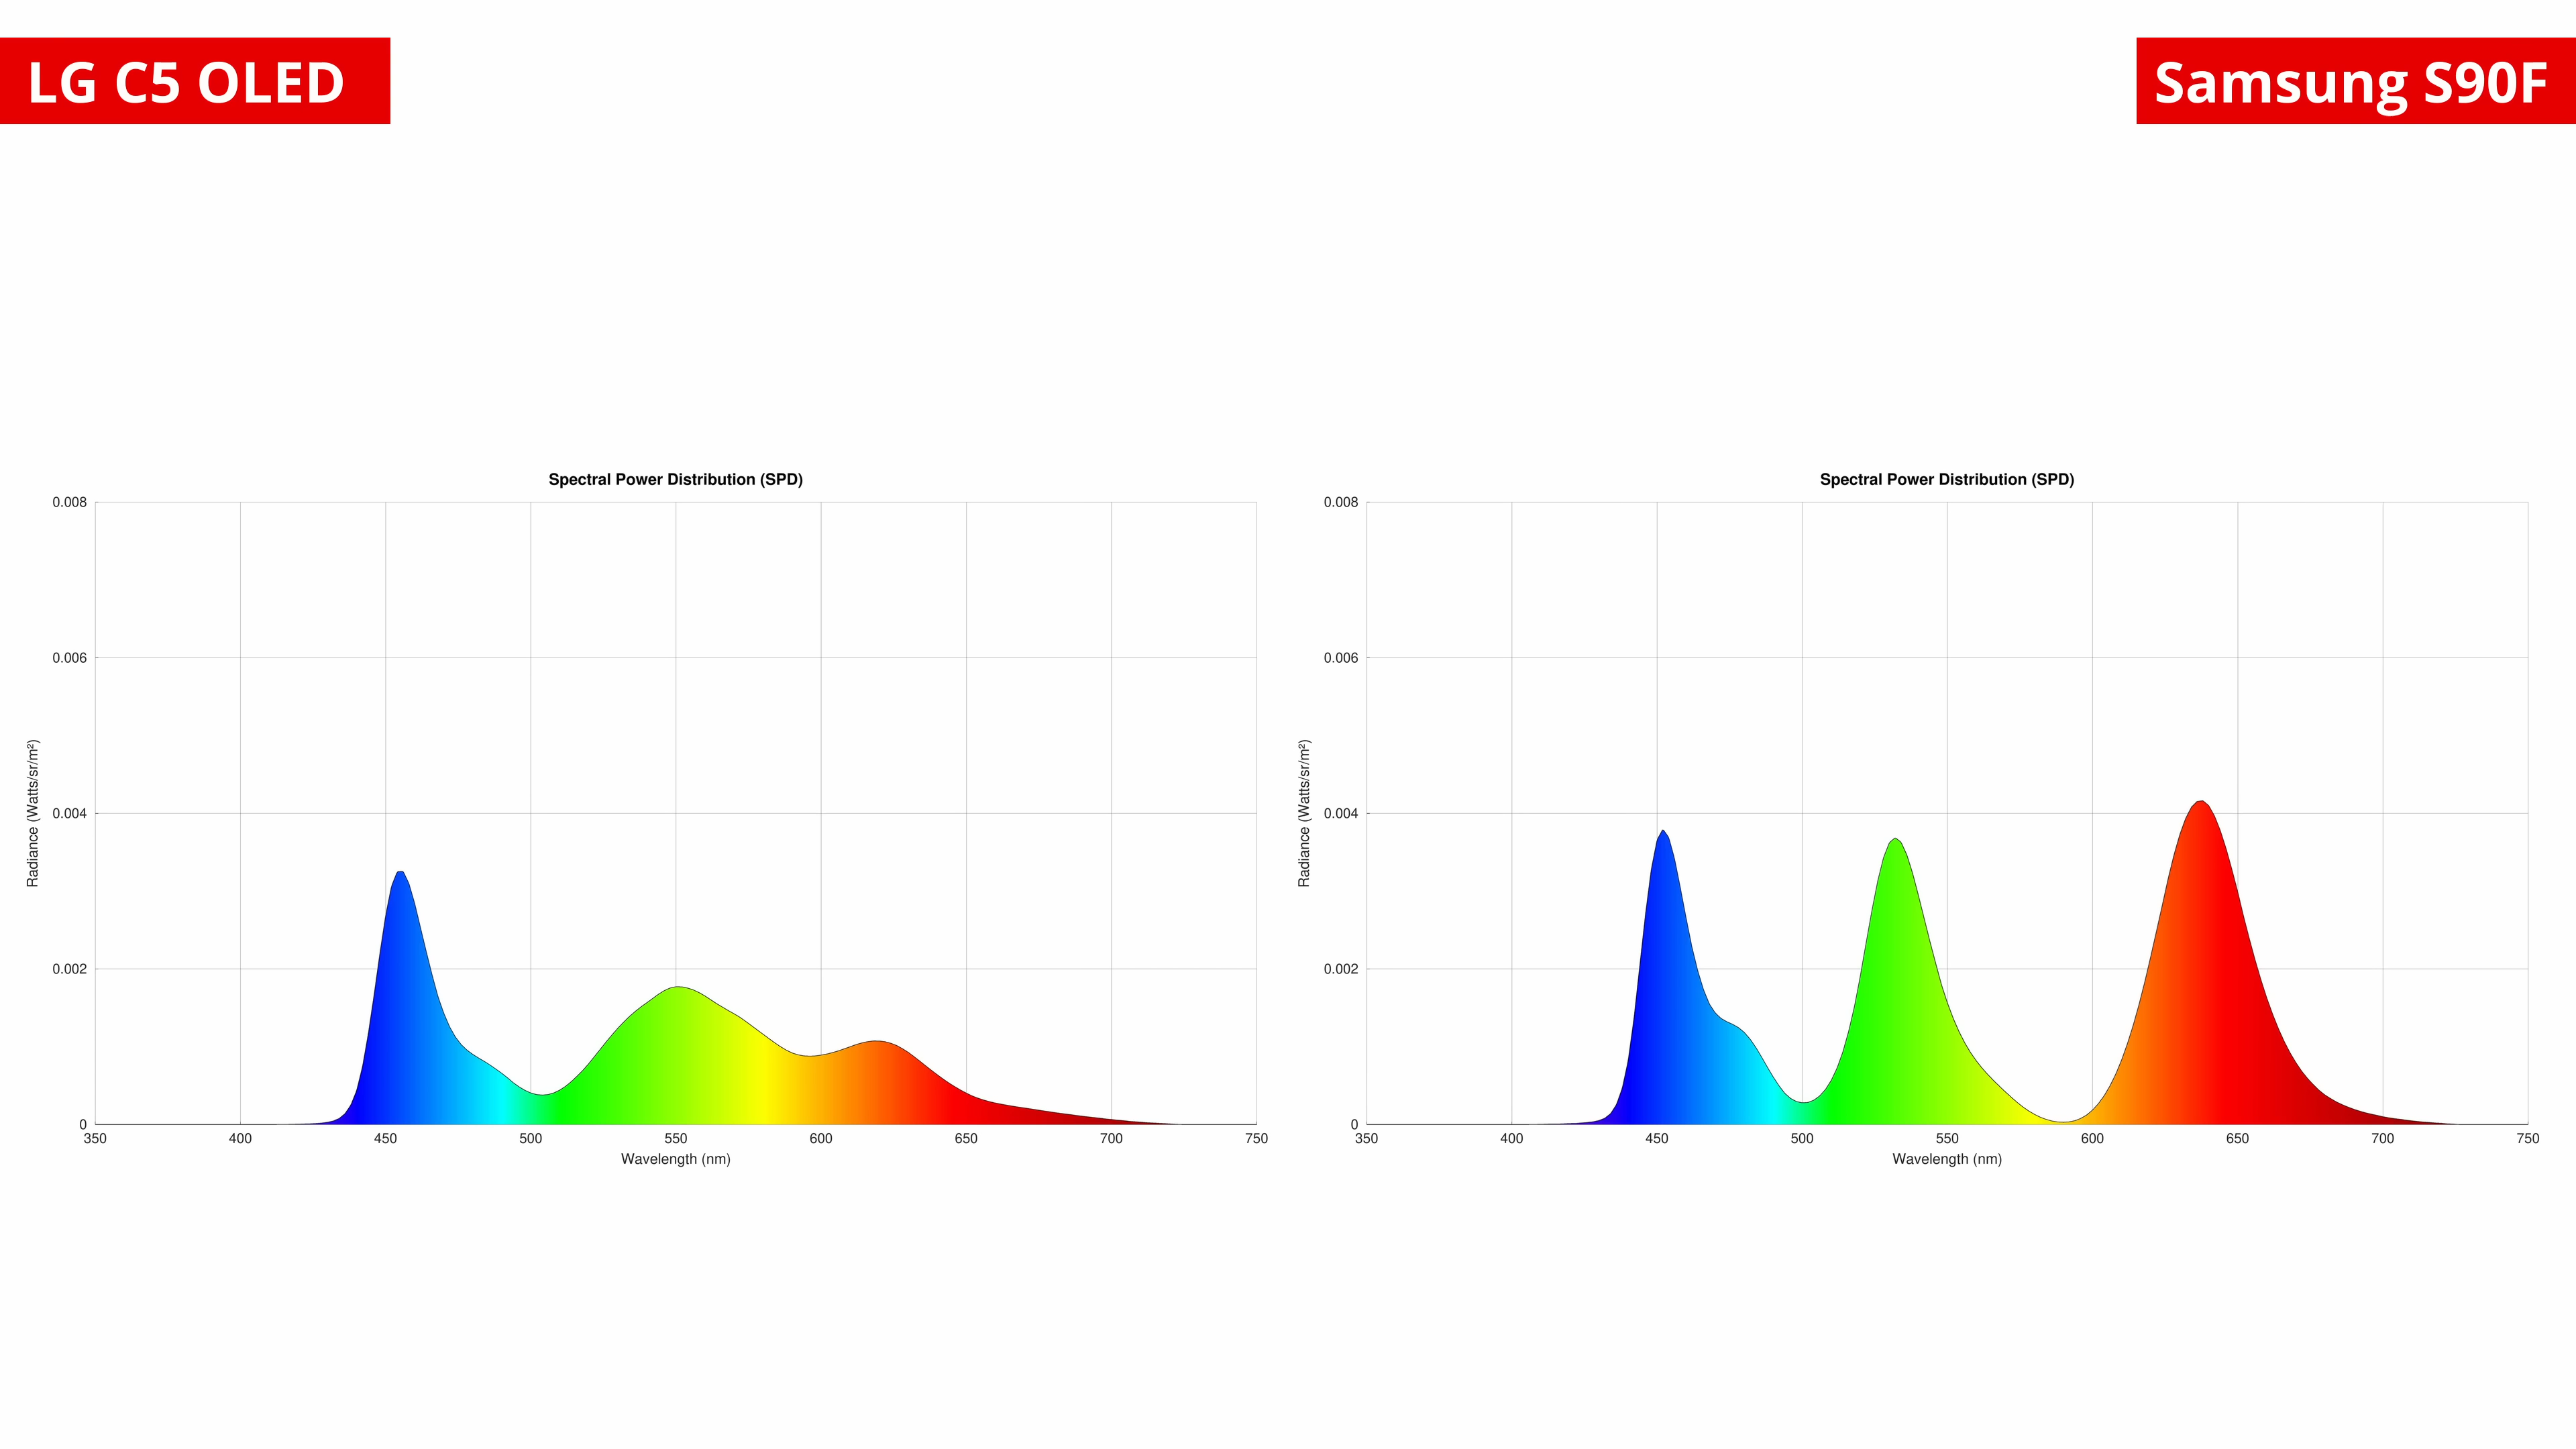 LG C5 OLED
Samsung S90F
Spectral Power Distribution (SPD)
0.008
0.006
0.004
0.002
0
Radiance (Watts/sr/m²)
350 400 450 500 550 600 650 700 750
Wavelength (nm)
Spectral Power Distribution (SPD)
0.008
0.006
0.004
0.002
0
Radiance (Watts/sr/m²)
350 400 450 500 550 600 650 700 750
Wavelength (nm)